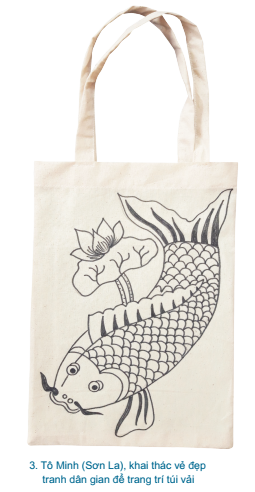 3. Tô Minh (Sơn La), khai thác vẻ đẹp
tranh dân gian để trang trí túi vải